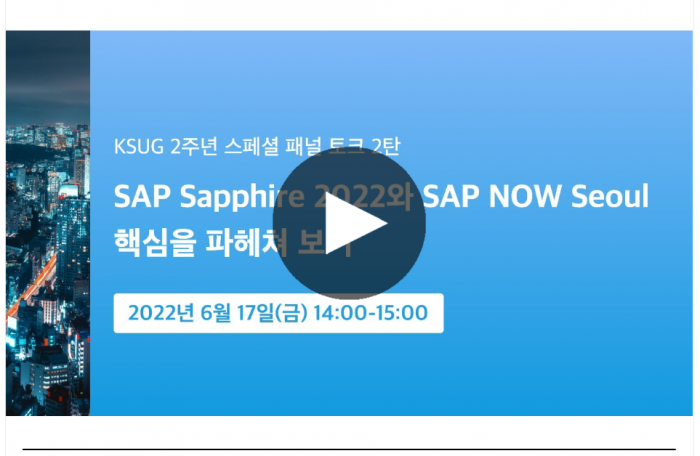 KSUG 2주년 스페셜 패널 토크 2탄
SAP Sapphire 2022와 SAP NOW Seoul
핵심을 파헤쳐 보기
2022년 6월 17일(금) 14:00-15:00